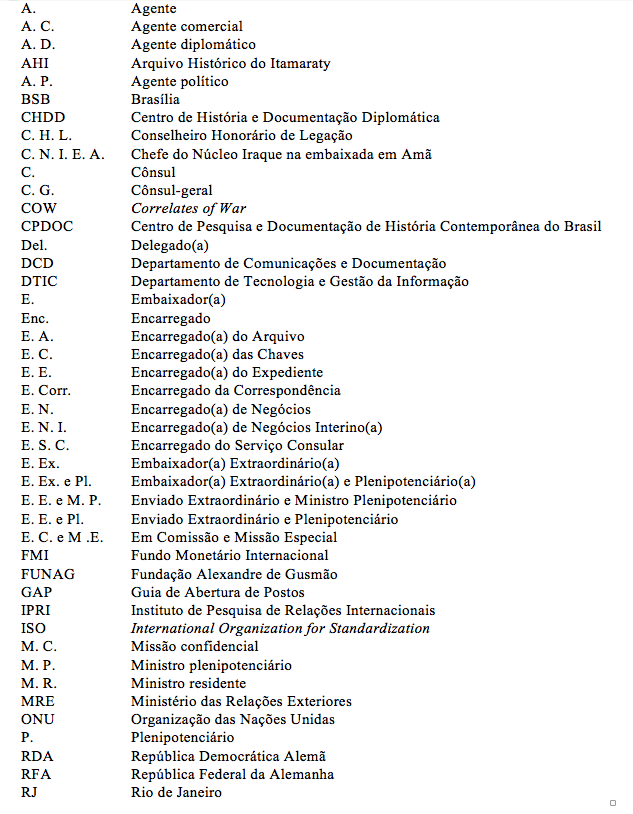 A. Agente
A. C. Agente comercial
A. D. Agente diplomático
AHI Arquivo Histórico do Itamaraty
A. P. Agente político
BSB Brasília
CHDD Centro de História e Documentação Diplomática
C. H. L. Conselheiro Honorário de Legação
C. N. I. E. A. Chefe do Núcleo Iraque na embaixada em Amã
C. Cônsul
C. G. Cônsul-geral
COW Correlates of War
CPDOC Centro de Pesquisa e Documentação de História Contemporânea do Brasil
Del. Delegado(a)
DCD Departamento de Comunicações e Documentação
DTIC Departamento de Tecnologia e Gestão da Informação
E. Embaixador(a)
Enc. Encarregado
E. A. Encarregado(a) do Arquivo
E. C. Encarregado(a) das Chaves
E. E. Encarregado(a) do Expediente
E. Corr. Encarregado da Correspondência
E. N. Encarregado(a) de Negócios
E. N. I. Encarregado(a) de Negócios Interino(a)
E. S. C. Encarregado do Serviço Consular
E. Ex. Embaixador(a) Extraordinário(a)
E. Ex. e Pl. Embaixador(a) Extraordinário(a) e Plenipotenciário(a)
E. E. e M. P. Enviado Extraordinário e Ministro Plenipotenciário
E. E. e Pl. Enviado Extraordinário e Plenipotenciário
E. C. e M .E. Em Comissão e Missão Especial
FMI Fundo Monetário Internacional
FUNAG Fundação Alexandre de Gusmão
GAP Guia de Abertura de Postos
IPRI Instituto de Pesquisa de Relações Internacionais
ISO International Organization for Standardization
M. C. Missão confidencial
M. P. Ministro plenipotenciário
M. R. Ministro residente
MRE Ministério das Relações Exteriores
ONU Organização das Nações Unidas
P. Plenipotenciário
RDA República Democrática Alemã
RFA República Federal da Alemanha
RJ Rio de Janeiro